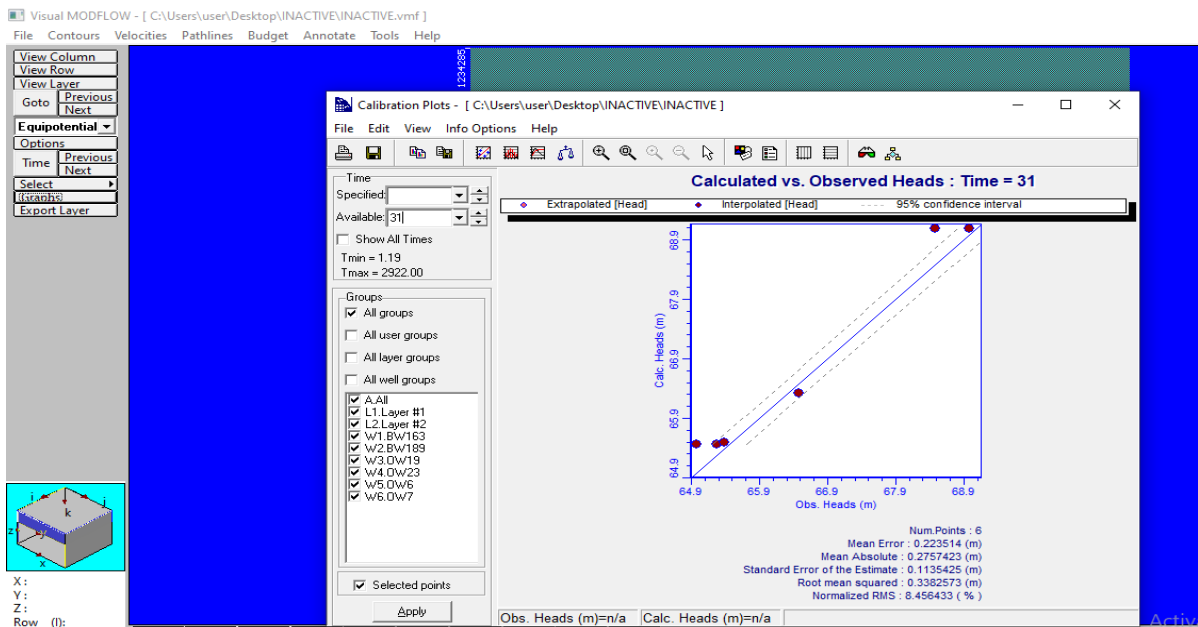 Visual MODFLOW - [ C:\Users\user\Desktop\INACTIVE\INACTIVE.vmf ]
File Contours Velocities Pathlines Budget Annotate Tools Help
View Column
View Row
View Layer
Goto Previous
Next
Equipotential
Options
Time Previous
Next
Select
Graphs
Export Layer
1234285
Calibration Plots - [ C:\Users\user\Desktop\INACTIVE\INACTIVE ]
File Edit View Info Options Help
Time
Specified:
Available: 31
Show All Times
Tmin = 1.19
Tmax = 2922.00
Groups
All groups
All user groups
All layer groups
All well groups
A.All
L1.Layer #1
L2.Layer #2
W1.BW163
W2.BW189
W3.OW19
W4.OW23
W5.OW6
W6.OW7
Selected points
Apply
Calculated vs. Observed Heads : Time = 31
Extrapolated [Head] Interpolated [Head] 95% confidence interval
68.9
67.9
66.9
65.9
64.9
Calc. Heads (m)
64.9 65.9 66.9 67.9 68.9
Obs. Heads (m)
Num.Points : 6
Mean Error : 0.223514 (m)
Mean Absolute : 0.2757423 (m)
Standard Error of the Estimate : 0.1135425 (m)
Root mean squared : 0.3382573 (m)
Normalized RMS : 8.456433 ( % )
Obs. Heads (m)=n/a Calc. Heads (m)=n/a
i j
k
z y
x
X :
Y :
Z :
Row (I):
Activ